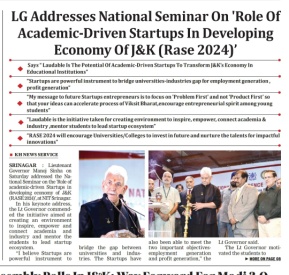 LG Addresses National Seminar On 'Role Of
Academic-Driven Startups In Developing
Economy Of J&K (Rase 2024)'
Says " Laudable Is The Potential Of Academic-Driven Startups To Transform J&K's Economy In
Educational Institutions"
"Startups are powerful instrument to bridge universities-industries gap for employment generation ,
profit generation"
"My message to future Startups entrepreneurs is to focus on 'Problem First' and not 'Product First' so
that your ideas can accelerate process of Viksit Bharat, encourage entrepreneurial spirit among young
students"
"Laudable is the initiative taken for creating environment to inspire, empower, connect academia &
industry ,mentor students to lead startup ecosystem"
"RASE 2024 will encourage Universities/Colleges to invest in future and nurture the talents for impactful
innovations"
KH NEWS SERVICE
SRINAGAR : Lieutenant
Governor Manoj Sinha on
Saturday addressed the Na-
tional Seminar on the 'Role of
academic-driven Startups in
developing economy of J&K
(RASE 2024)', at NIT Srinagar.
In his keynote address,
the Lt Governor commend-
ed the initiative aimed at
creating an environment
to inspire, empower and
connect academia and
industry and mentor the
students to lead startup
ecosystem.
"I believe Startups are
powerful instrument to
bridge the gap between
universities and indus-
tries. The Startups have
also been able to meet the
two important objectives-
employment generation
and profit generation," the
Lt Governor said.
The Lt Governor moti-
vated the students to
MORE ON PAGE 06